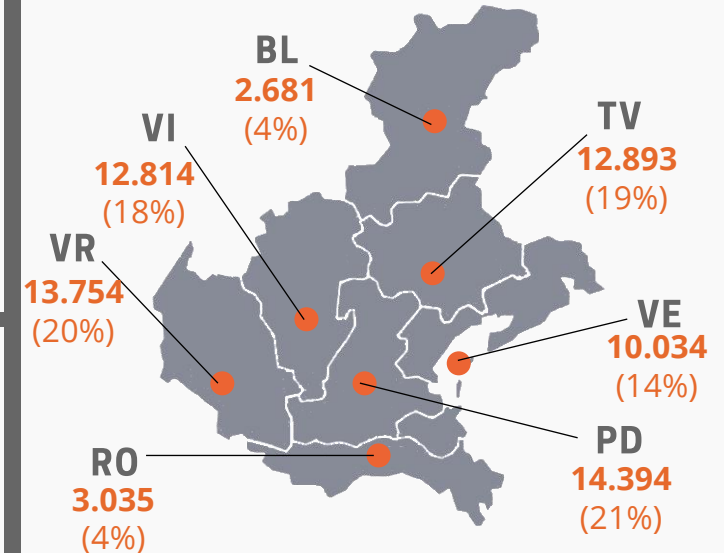 BL
2.681
(4%)
TV
12.893
(19%)
VI
12.814
(18%)
VR
13.754
(20%)
VE
10.034
(14%)
PD
14.394
(21%)
RO
3.035
(4%)